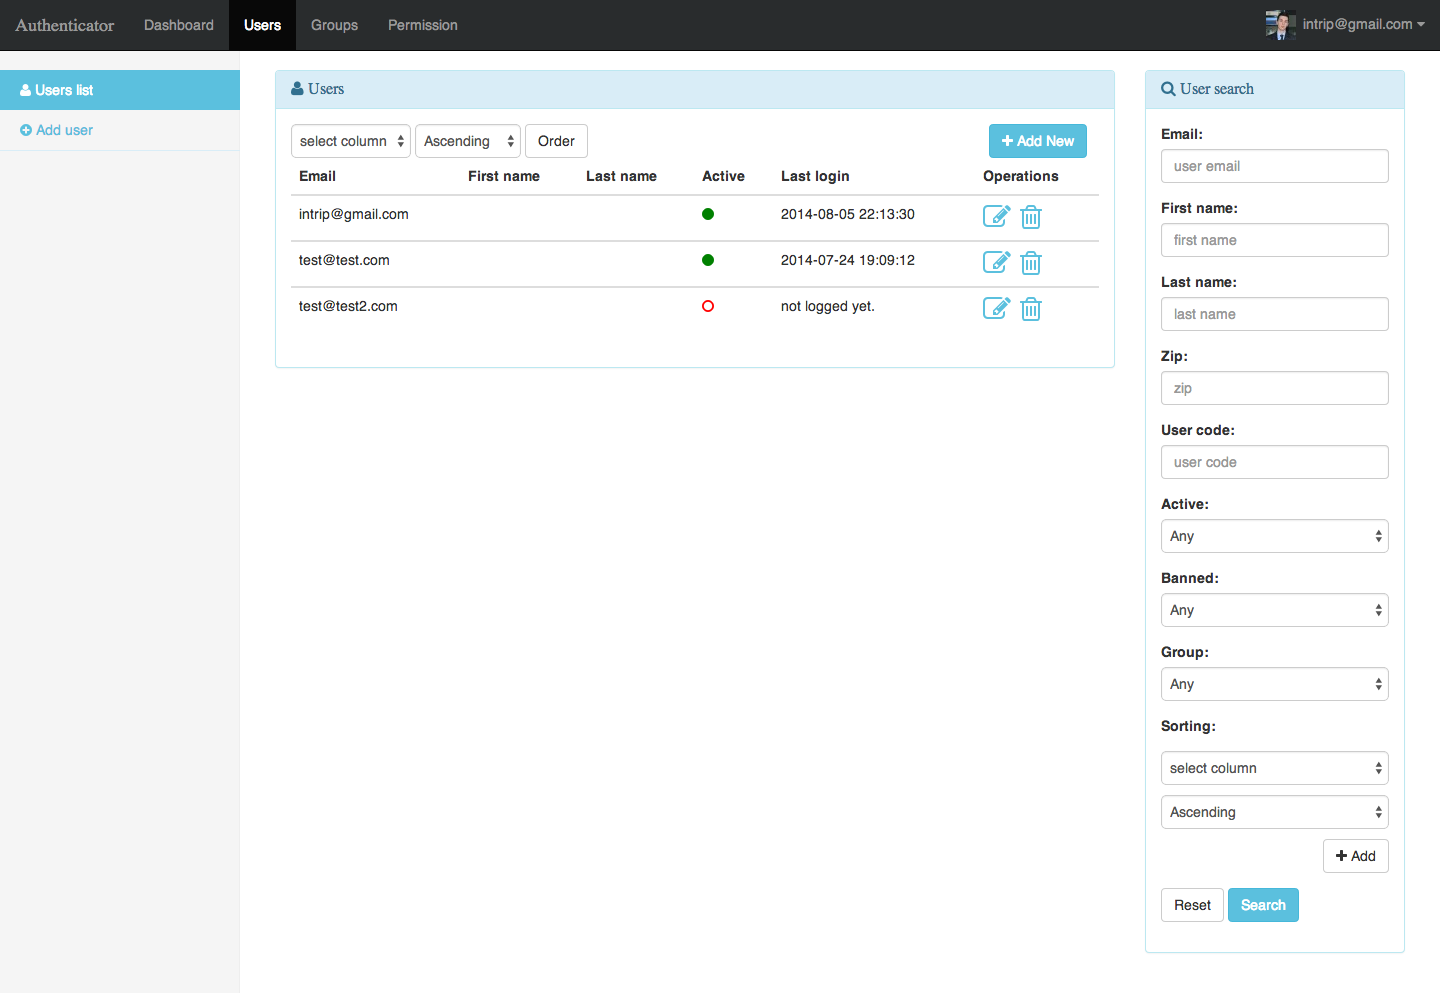 Authenticator Dashboard Users Groups Permission intrip@gmail.com
Users list
Add user
Users
select column Ascending Order Add New
Email First name Last name Active Last login Operations
intrip@gmail.com 2014-08-05 22:13:30
test@test.com 2014-07-24 19:09:12
test@test2.com not logged yet.
User search
Email:
user email
First name:
first name
Last name:
last name
Zip:
zip
User code:
user code
Active:
Any
Banned:
Any
Group:
Any
Sorting:
select column
Ascending
Add
Reset Search